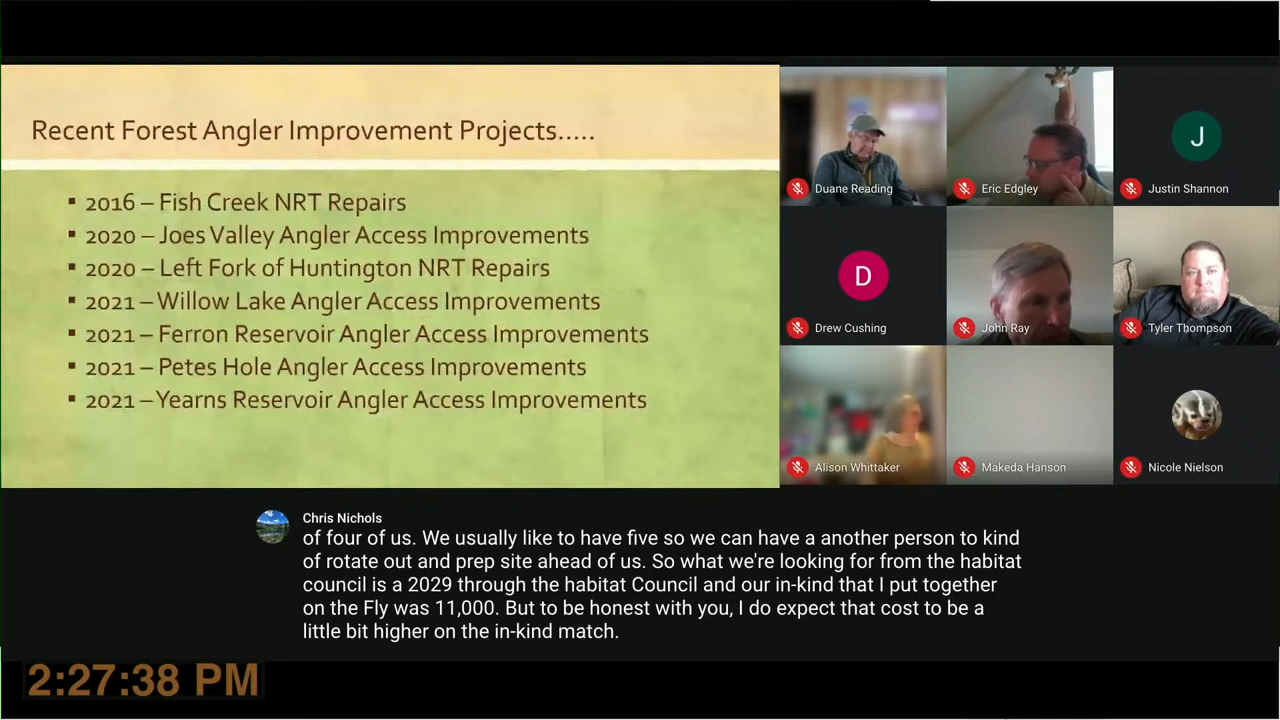 Recent Forest Angler Improvement Projects.....
▪ 2016 – Fish Creek NRT Repairs
▪ 2020 – Joes Valley Angler Access Improvements
▪ 2020 – Left Fork of Huntington NRT Repairs
▪ 2021 – Willow Lake Angler Access Improvements
▪ 2021 – Ferron Reservoir Angler Access Improvements
▪ 2021 – Petes Hole Angler Access Improvements
▪ 2021 – Yearns Reservoir Angler Access Improvements
Duane Reading
Eric Edgley
J
Justin Shannon
D
Drew Cushing
John Ray
Tyler Thompson
Alison Whittaker
Makeda Hanson
Nicole Nielson
Chris Nichols
of four of us. We usually like to have five so we can have a another person to kind
of rotate out and prep site ahead of us. So what we're looking for from the habitat
council is a 2029 through the habitat Council and our in-kind that I put together
on the Fly was 11,000. But to be honest with you, I do expect that cost to be a
little bit higher on the in-kind match.
2:27:38 PM